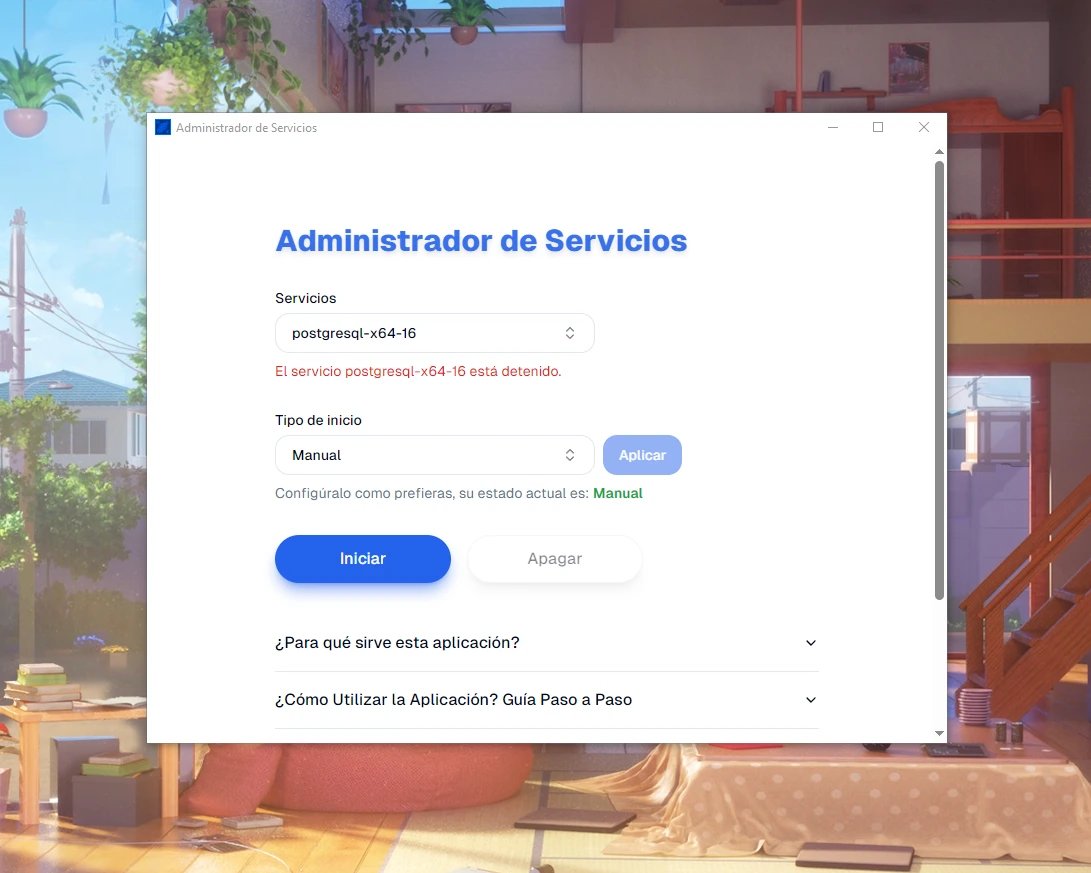 Administrador de Servicios
Administrador de Servicios
Servicios
postgresql-x64-16
El servicio postgresql-x64-16 está detenido.
Tipo de inicio
Manual
Aplicar
Configúralo como prefieras, su estado actual es: Manual
Iniciar
Apagar
¿Para qué sirve esta aplicación?
¿Cómo Utilizar la Aplicación? Guía Paso a Paso